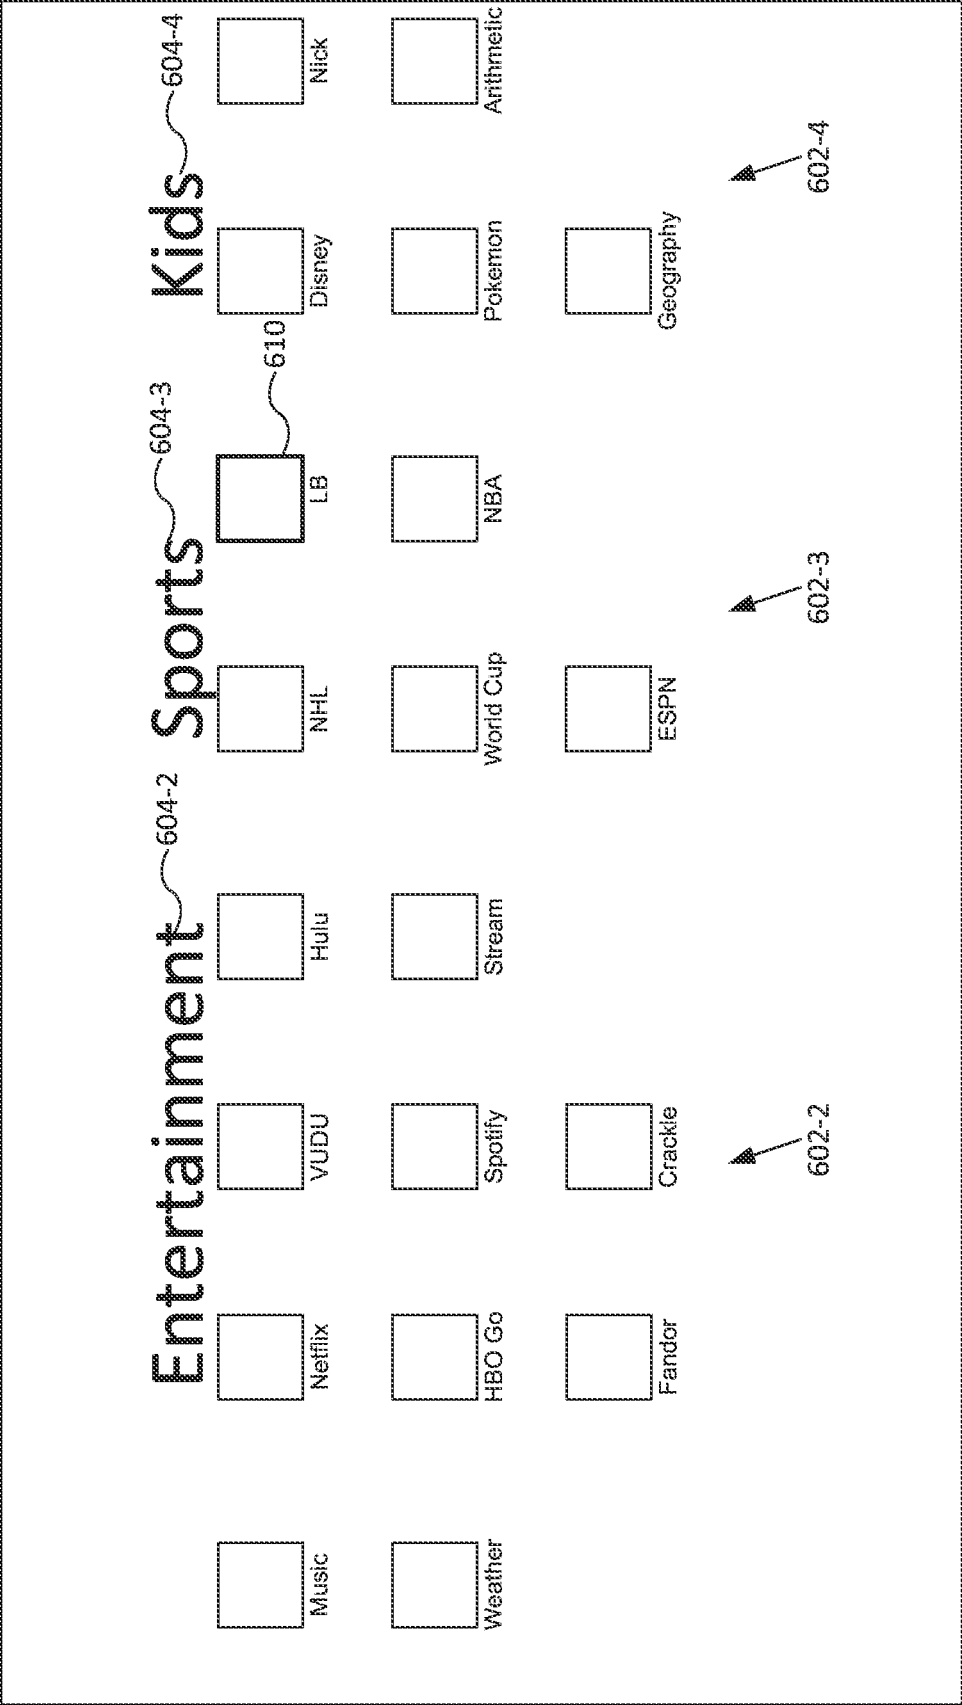 604-2
604-3
604-4
Entertainment
Sports
Kids
610
Music
Netflix
VUDU
Hulu
NHL
LB
Disney
Nick
Weather
HBO Go
Spotify
Stream
World Cup
NBA
Pokemon
Arithmetic
Fandor
Crackle
ESPN
Geography
602-2
602-3
602-4